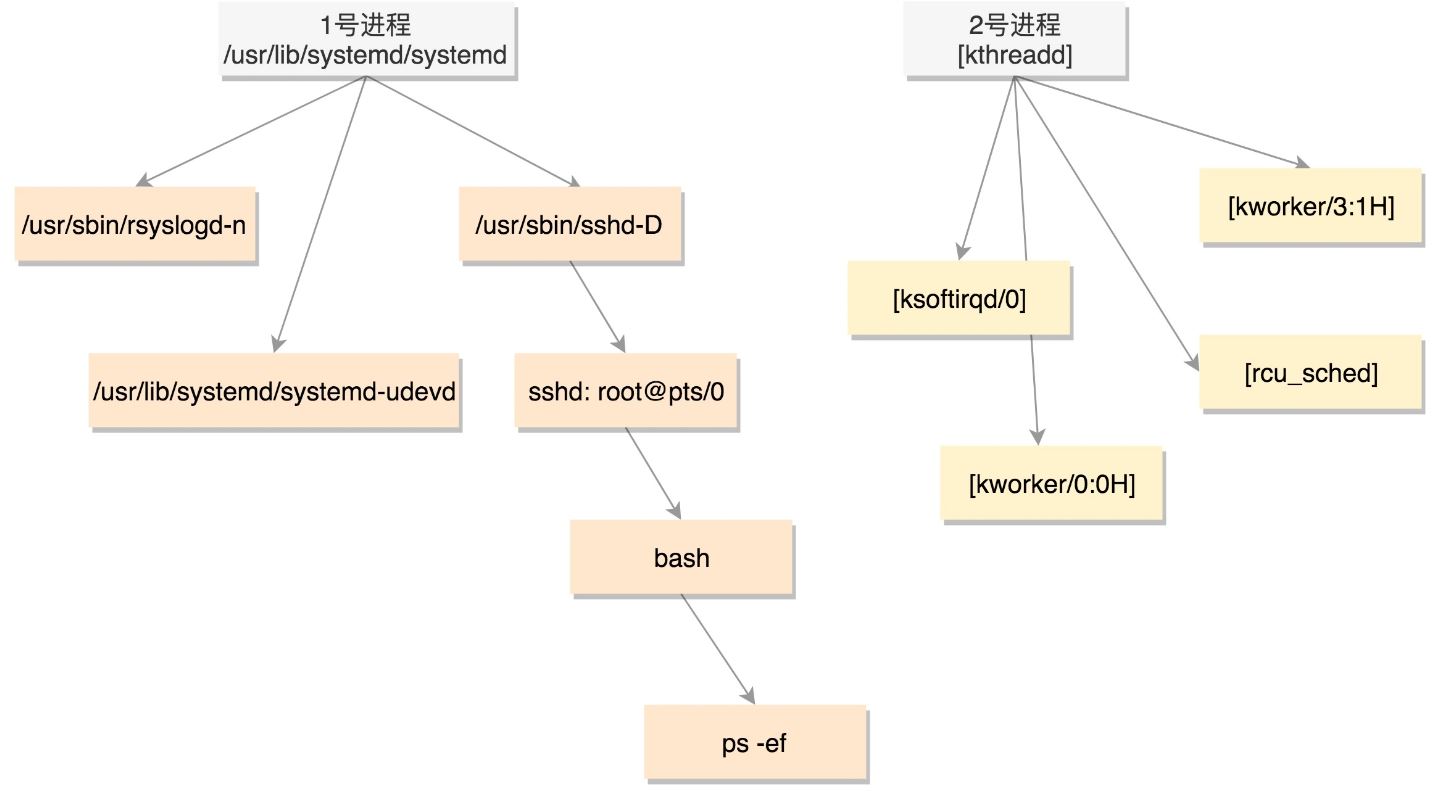 1号进程
/usr/lib/systemd/systemd
2号进程
[kthreadd]
/usr/sbin/rsyslogd-n
/usr/sbin/sshd-D
[kworker/3:1H]
[ksoftirqd/0]
/usr/lib/systemd/systemd-udevd
sshd: root@pts/0
[rcu_sched]
[kworker/0:0H]
bash
ps -ef